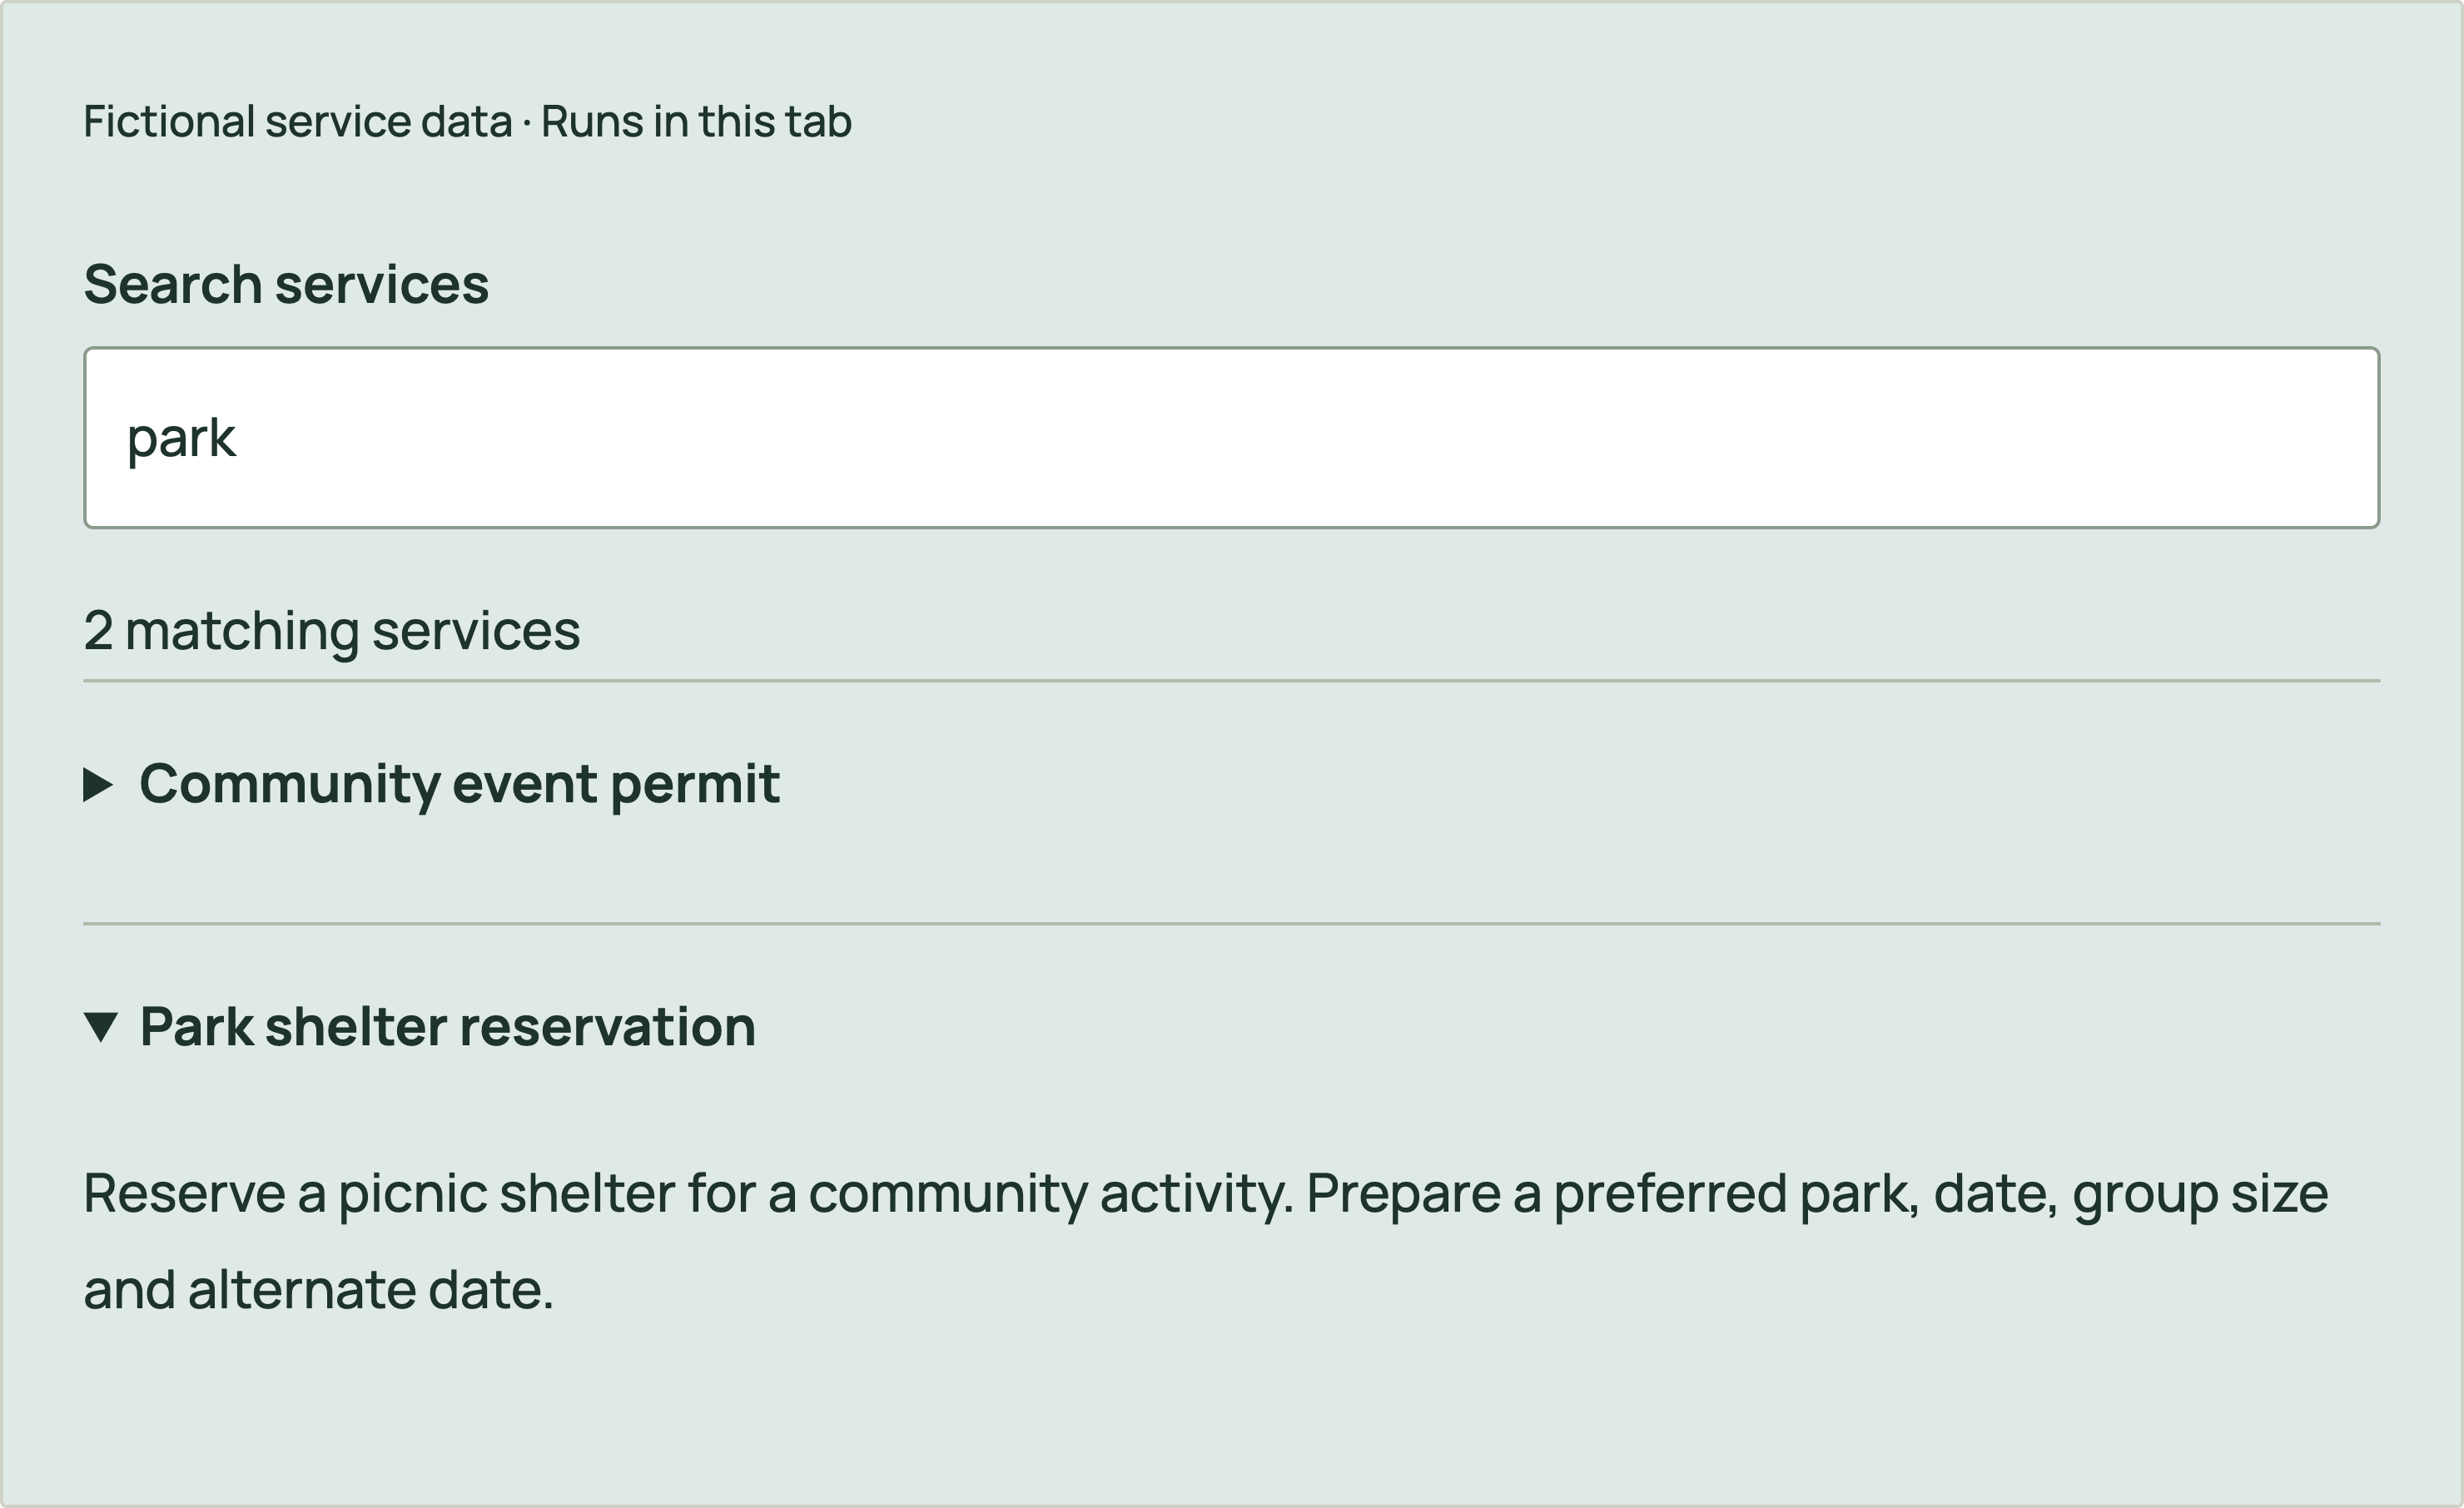 Fictional service data · Runs in this tab
Search services
park
2 matching services
Community event permit
Park shelter reservation
Reserve a picnic shelter for a community activity. Prepare a preferred park, date, group size
and alternate date.